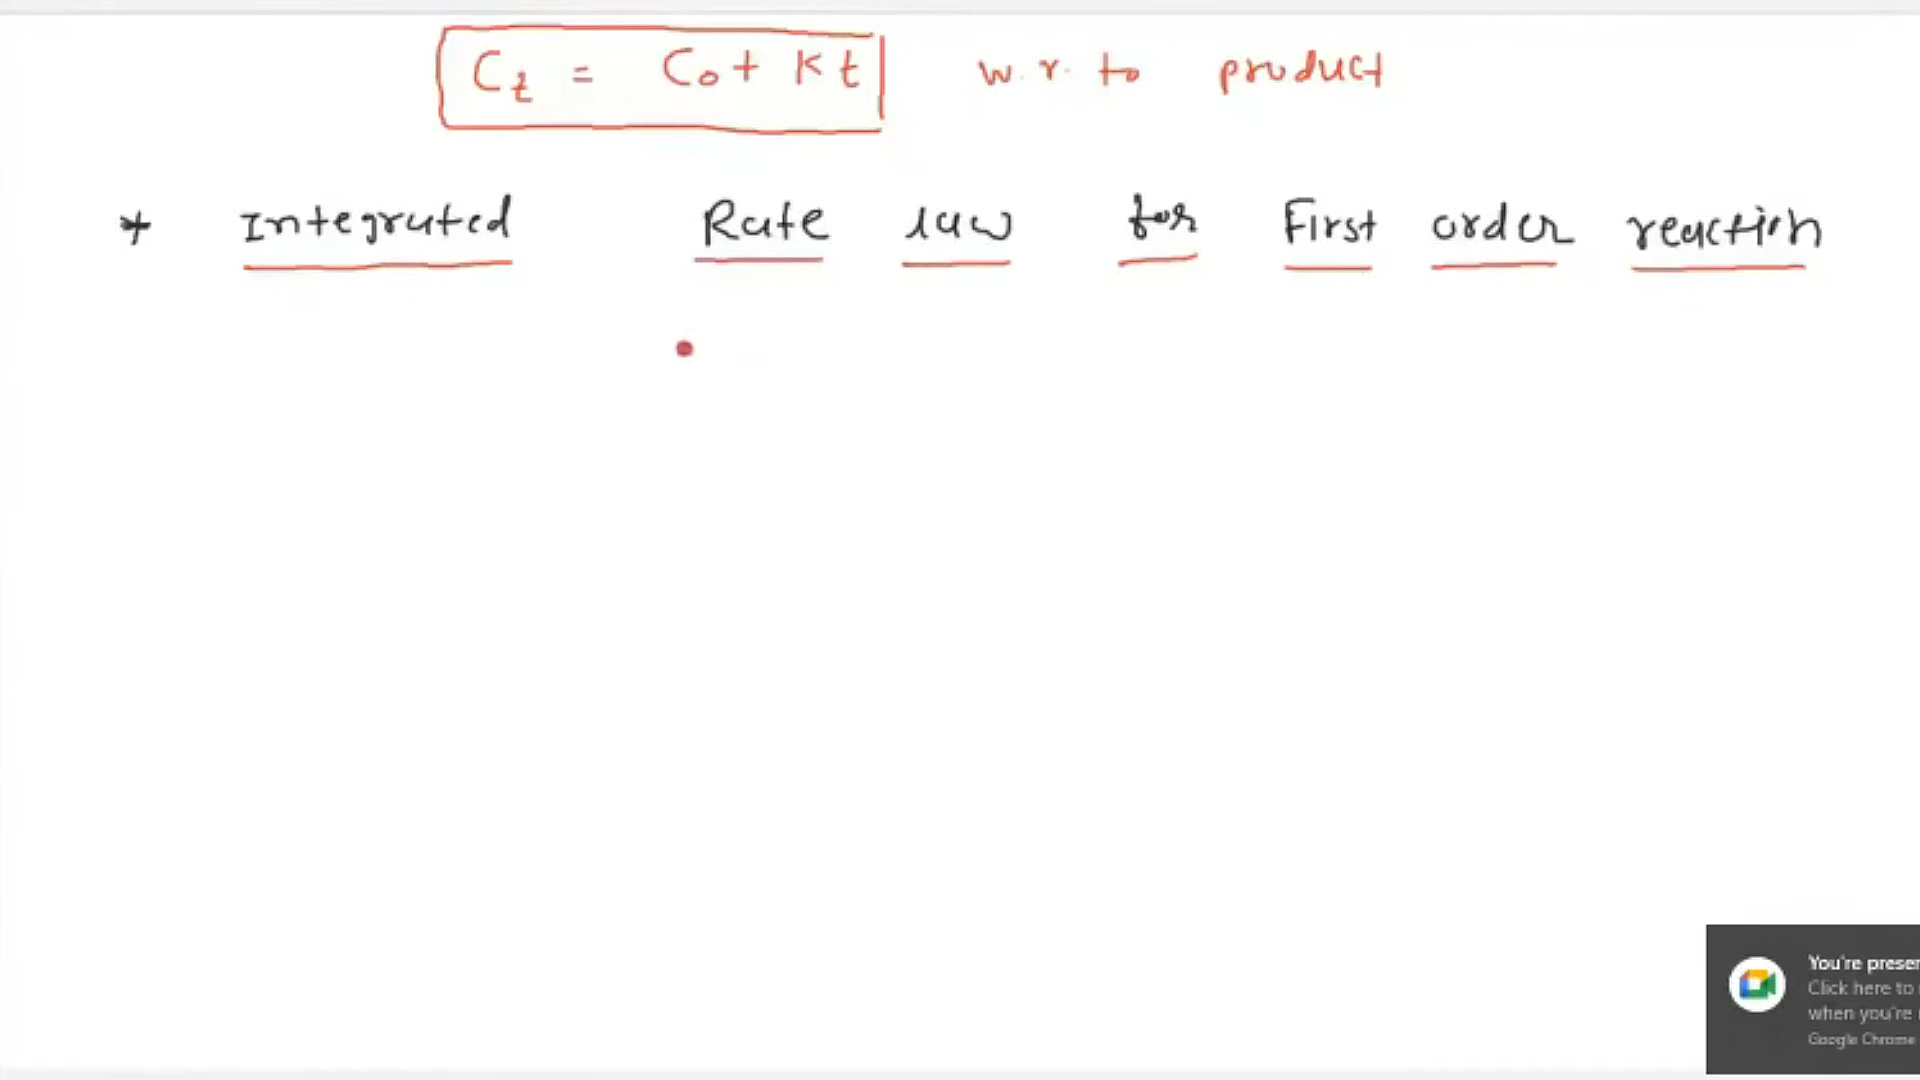 Ct = C0 + Kt w.r. to product
* Integrated Rate law for First order reaction
You're presen
Click here to
when you're
Google Chrome